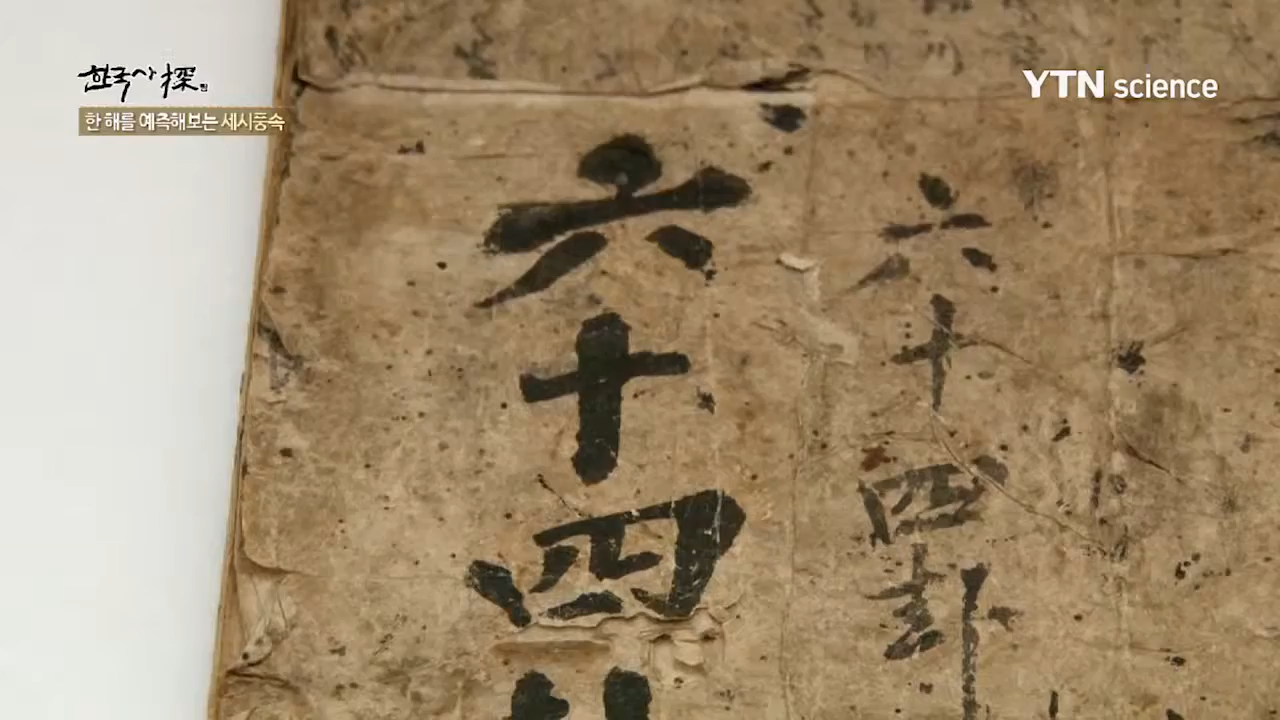 한국사 探
한 해를 예측해보는 세시풍속
YTN science
六十四卦
六十四